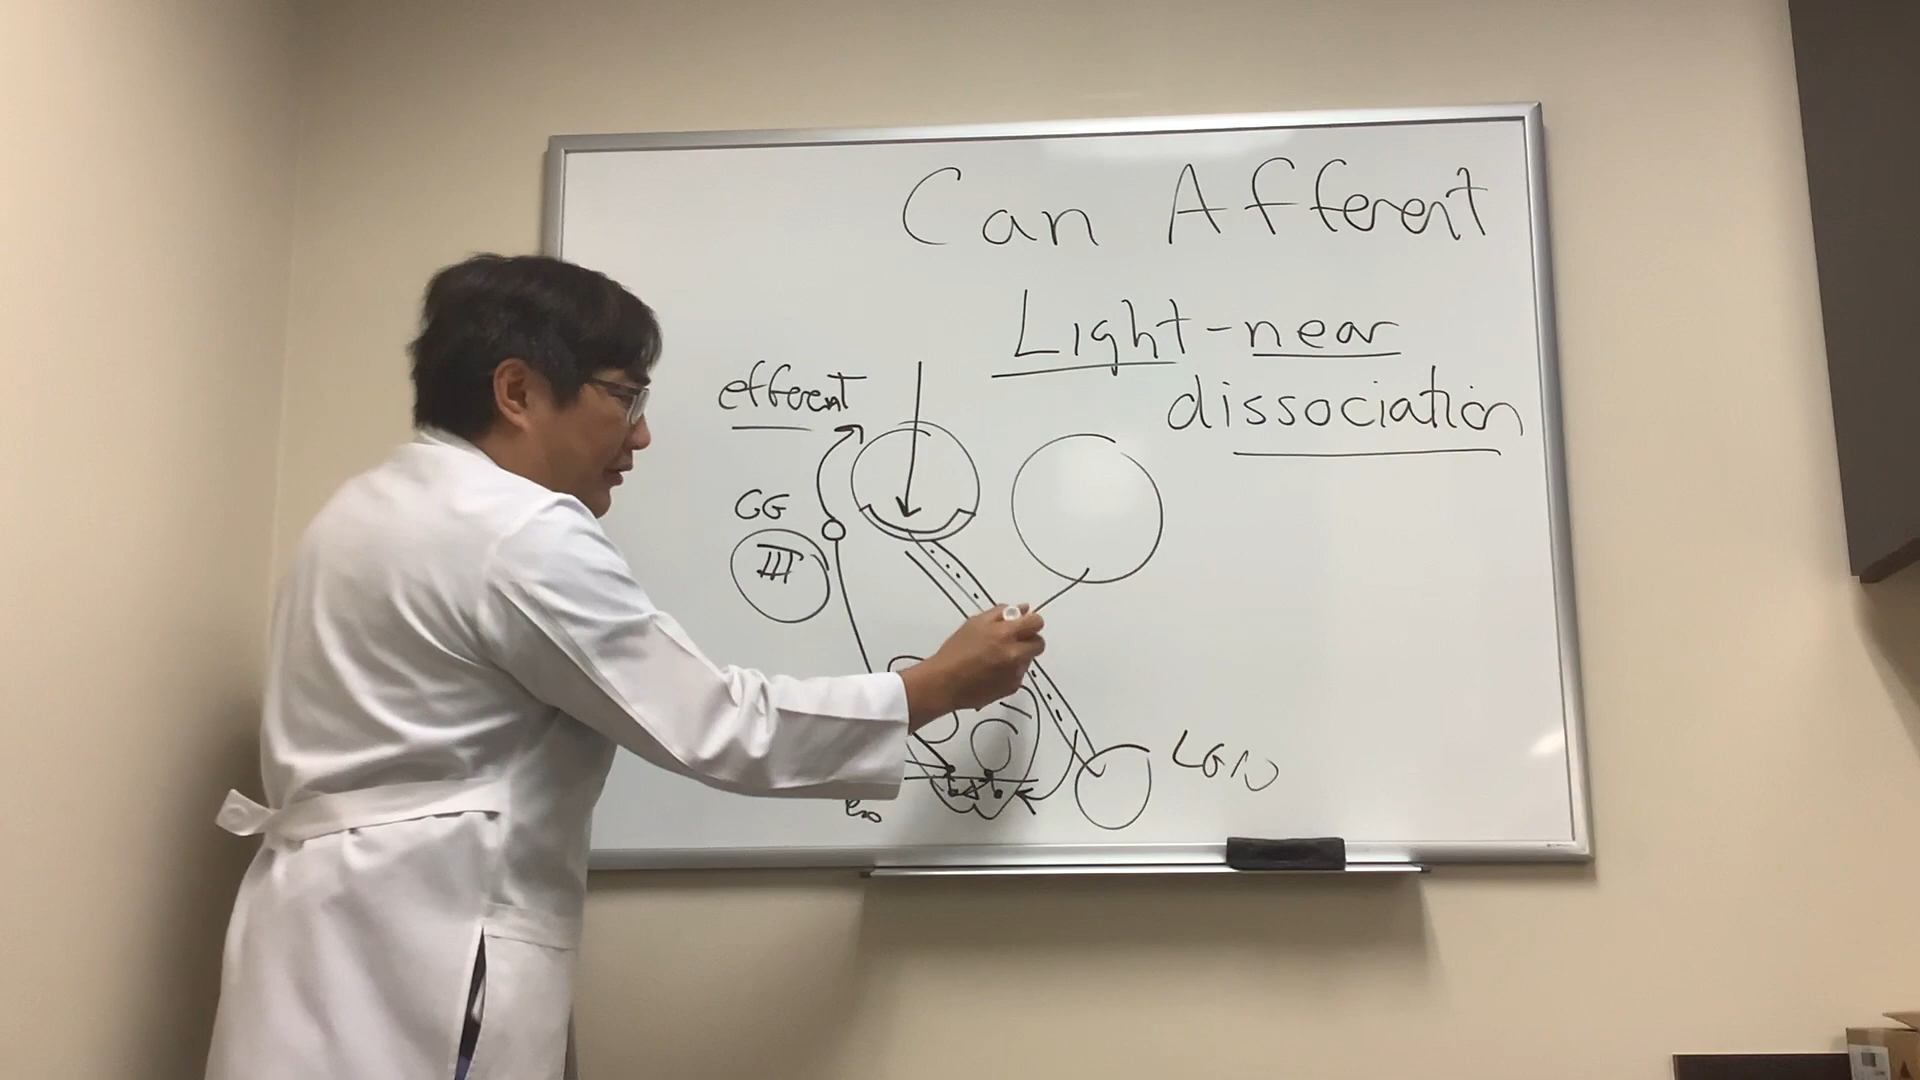 Can Afferent
Light-near
dissociation
efferent
CG
III
LGN